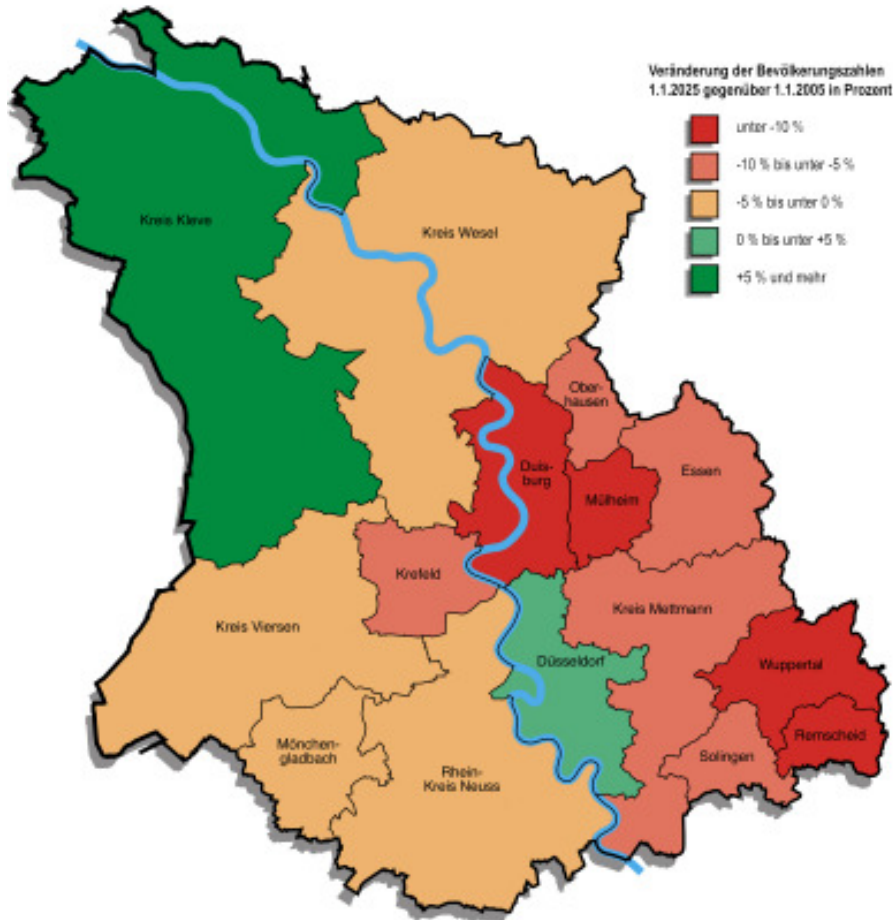 Veränderung der Bevölkerungszahlen
1.1.2025 gegenüber 1.1.2005 in Prozent
unter -10 %
-10 % bis unter -5 %
-5 % bis unter 0 %
0 % bis unter +5 %
+5 % und mehr
Kreis Kleve
Kreis Wesel
Ober-
hausen
Duis-
burg
Mülheim
Essen
Krefeld
Kreis Viersen
Kreis Mettmann
Düsseldorf
Wuppertal
Mönchen-
gladbach
Rhein-
Kreis Neuss
Solingen
Remscheid